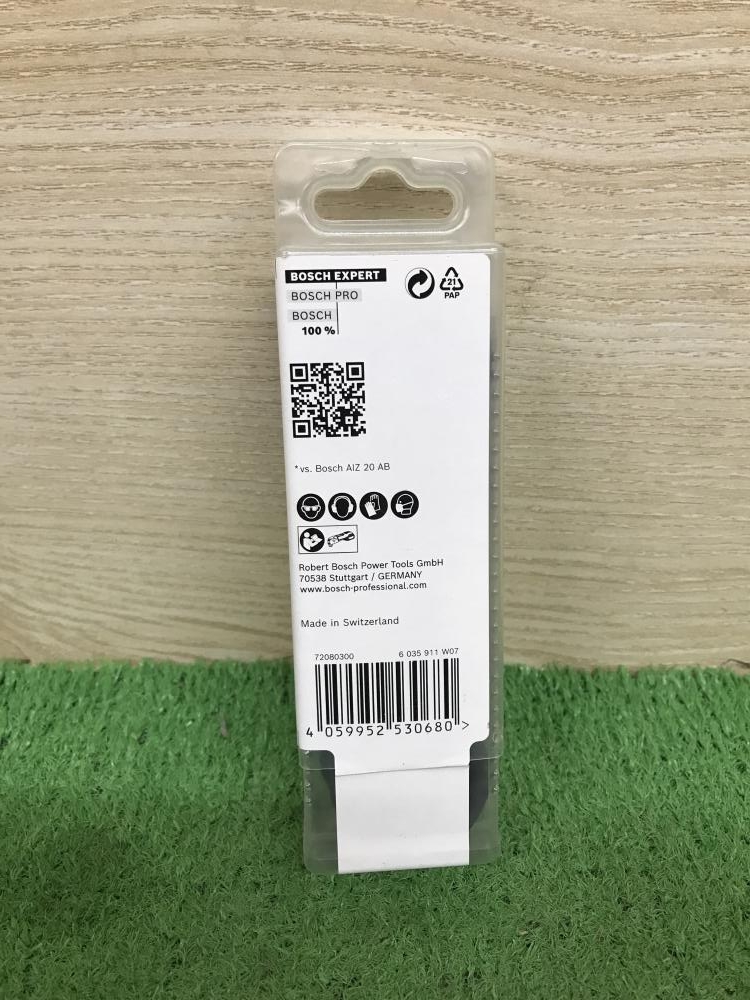 BOSCH EXPERT
BOSCH PRO
BOSCH
100 %
21
PAP
* vs. Bosch AIZ 20 AB
Robert Bosch Power Tools GmbH
70538 Stuttgart / GERMANY
www.bosch-professional.com
Made in Switzerland
72080300 6 035 911 W07
4 059952 530680 >